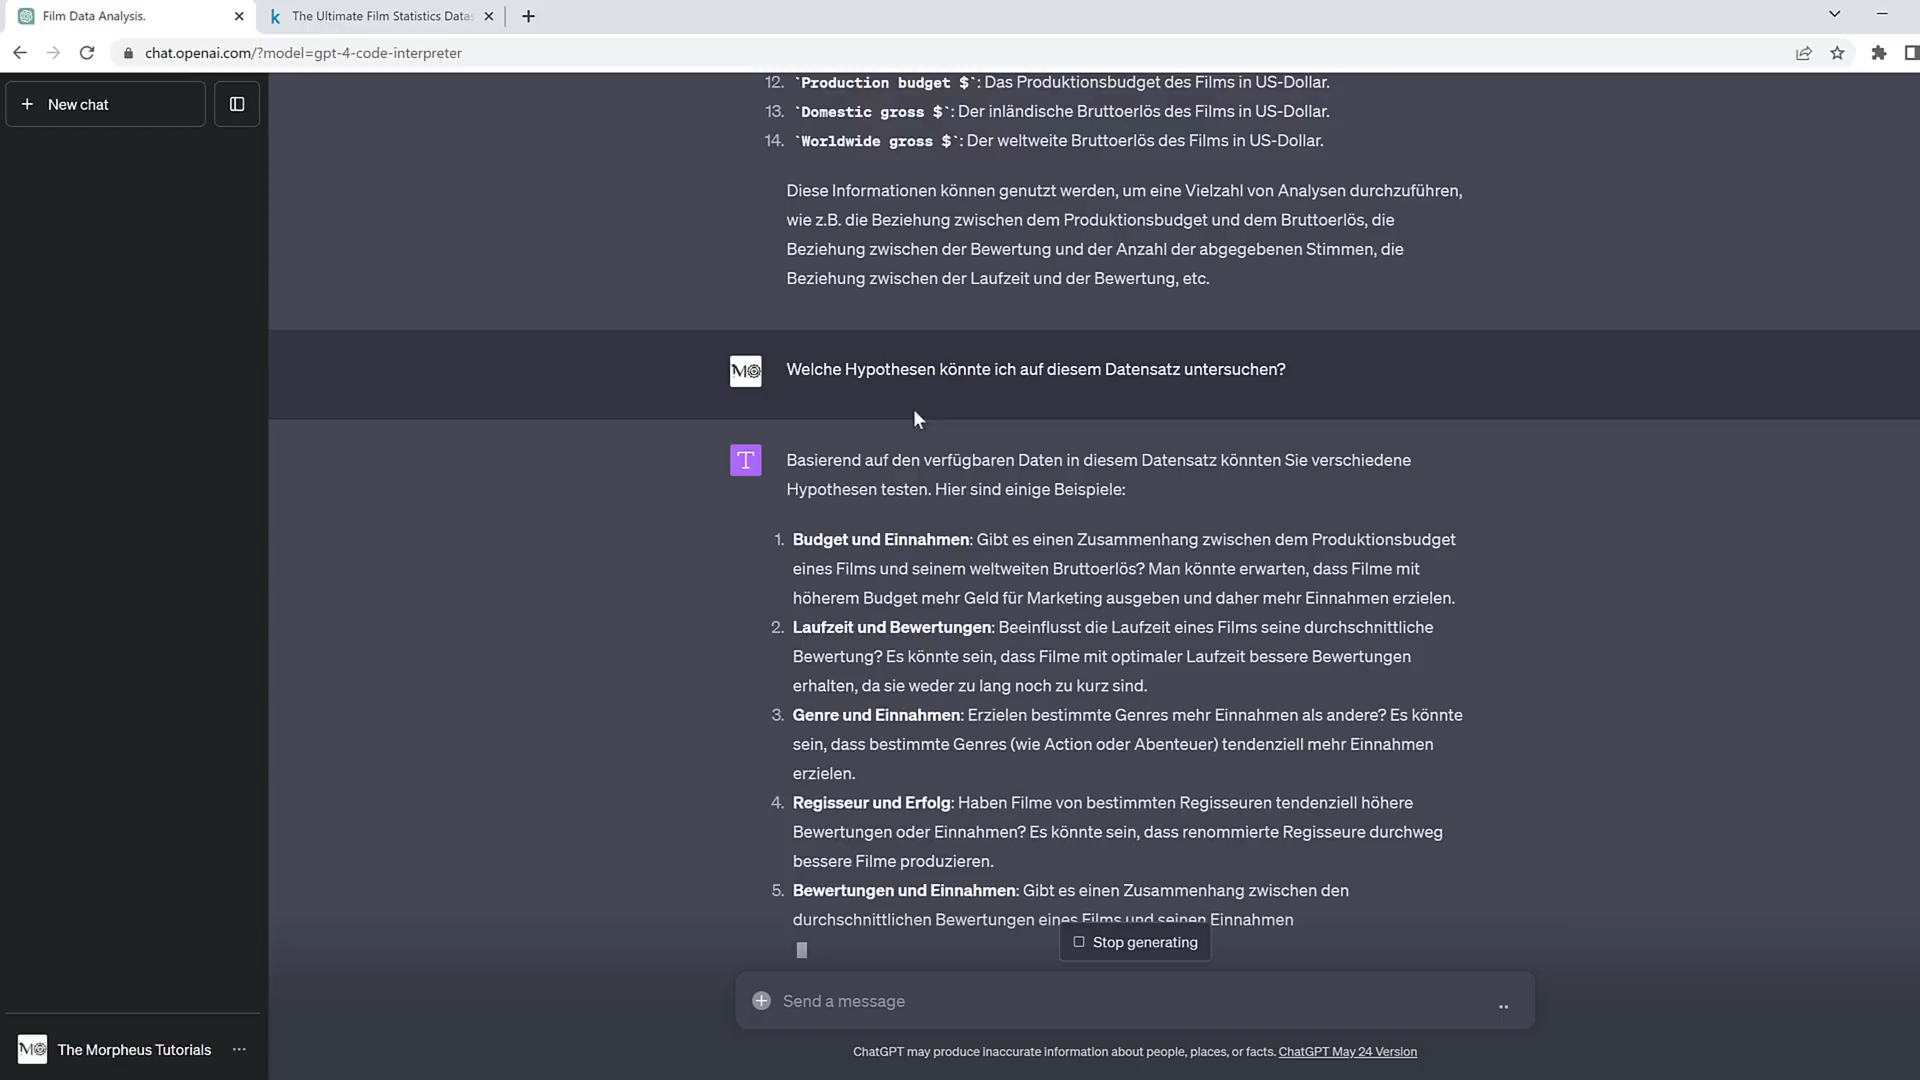 Film Data Analysis.
The Ultimate Film Statistics Datas
chat.openai.com/?model=gpt-4-code-interpreter
New chat
12. `Production budget $`: Das Produktionsbudget des Films in US-Dollar.
13. `Domestic gross $`: Der inländische Bruttoerlös des Films in US-Dollar.
14. `Worldwide gross $`: Der weltweite Bruttoerlös des Films in US-Dollar.
Diese Informationen können genutzt werden, um eine Vielzahl von Analysen durchzuführen,
wie z.B. die Beziehung zwischen dem Produktionsbudget und dem Bruttoerlös, die
Beziehung zwischen der Bewertung und der Anzahl der abgegebenen Stimmen, die
Beziehung zwischen der Laufzeit und der Bewertung, etc.
Welche Hypothesen könnte ich auf diesem Datensatz untersuchen?
T
Basierend auf den verfügbaren Daten in diesem Datensatz könnten Sie verschiedene
Hypothesen testen. Hier sind einige Beispiele:
1. Budget und Einnahmen: Gibt es einen Zusammenhang zwischen dem Produktionsbudget
eines Films und seinem weltweiten Bruttoerlös? Man könnte erwarten, dass Filme mit
höherem Budget mehr Geld für Marketing ausgeben und daher mehr Einnahmen erzielen.
2. Laufzeit und Bewertungen: Beeinflusst die Laufzeit eines Films seine durchschnittliche
Bewertung? Es könnte sein, dass Filme mit optimaler Laufzeit bessere Bewertungen
erhalten, da sie weder zu lang noch zu kurz sind.
3. Genre und Einnahmen: Erzielen bestimmte Genres mehr Einnahmen als andere? Es könnte
sein, dass bestimmte Genres (wie Action oder Abenteuer) tendenziell mehr Einnahmen
erzielen.
4. Regisseur und Erfolg: Haben Filme von bestimmten Regisseuren tendenziell höhere
Bewertungen oder Einnahmen? Es könnte sein, dass renommierte Regisseure durchweg
bessere Filme produzieren.
5. Bewertungen und Einnahmen: Gibt es einen Zusammenhang zwischen den
durchschnittlichen Bewertungen eines Films und seinen Einnahmen
Stop generating
Send a message
The Morpheus Tutorials
ChatGPT may produce inaccurate information about people, places, or facts. ChatGPT May 24 Version